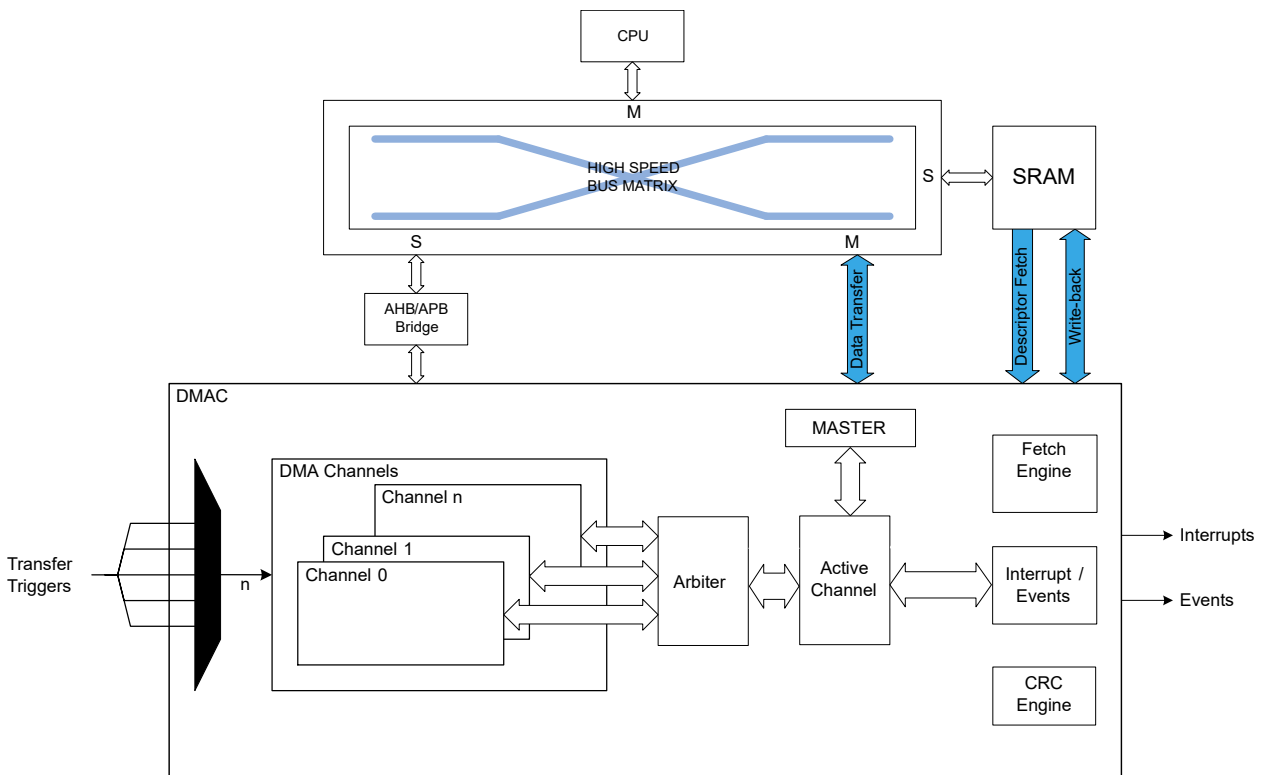 CPU
M
HIGH SPEED
BUS MATRIX
S
SRAM
S
M
AHB/APB
Bridge
Data Transfer
Descriptor Fetch
Write-back
DMAC
MASTER
Fetch
Engine
DMA Channels
Channel n
Channel 1
Channel 0
Transfer
Triggers
n
Arbiter
Active
Channel
Interrupt /
Events
Interrupts
Events
CRC
Engine